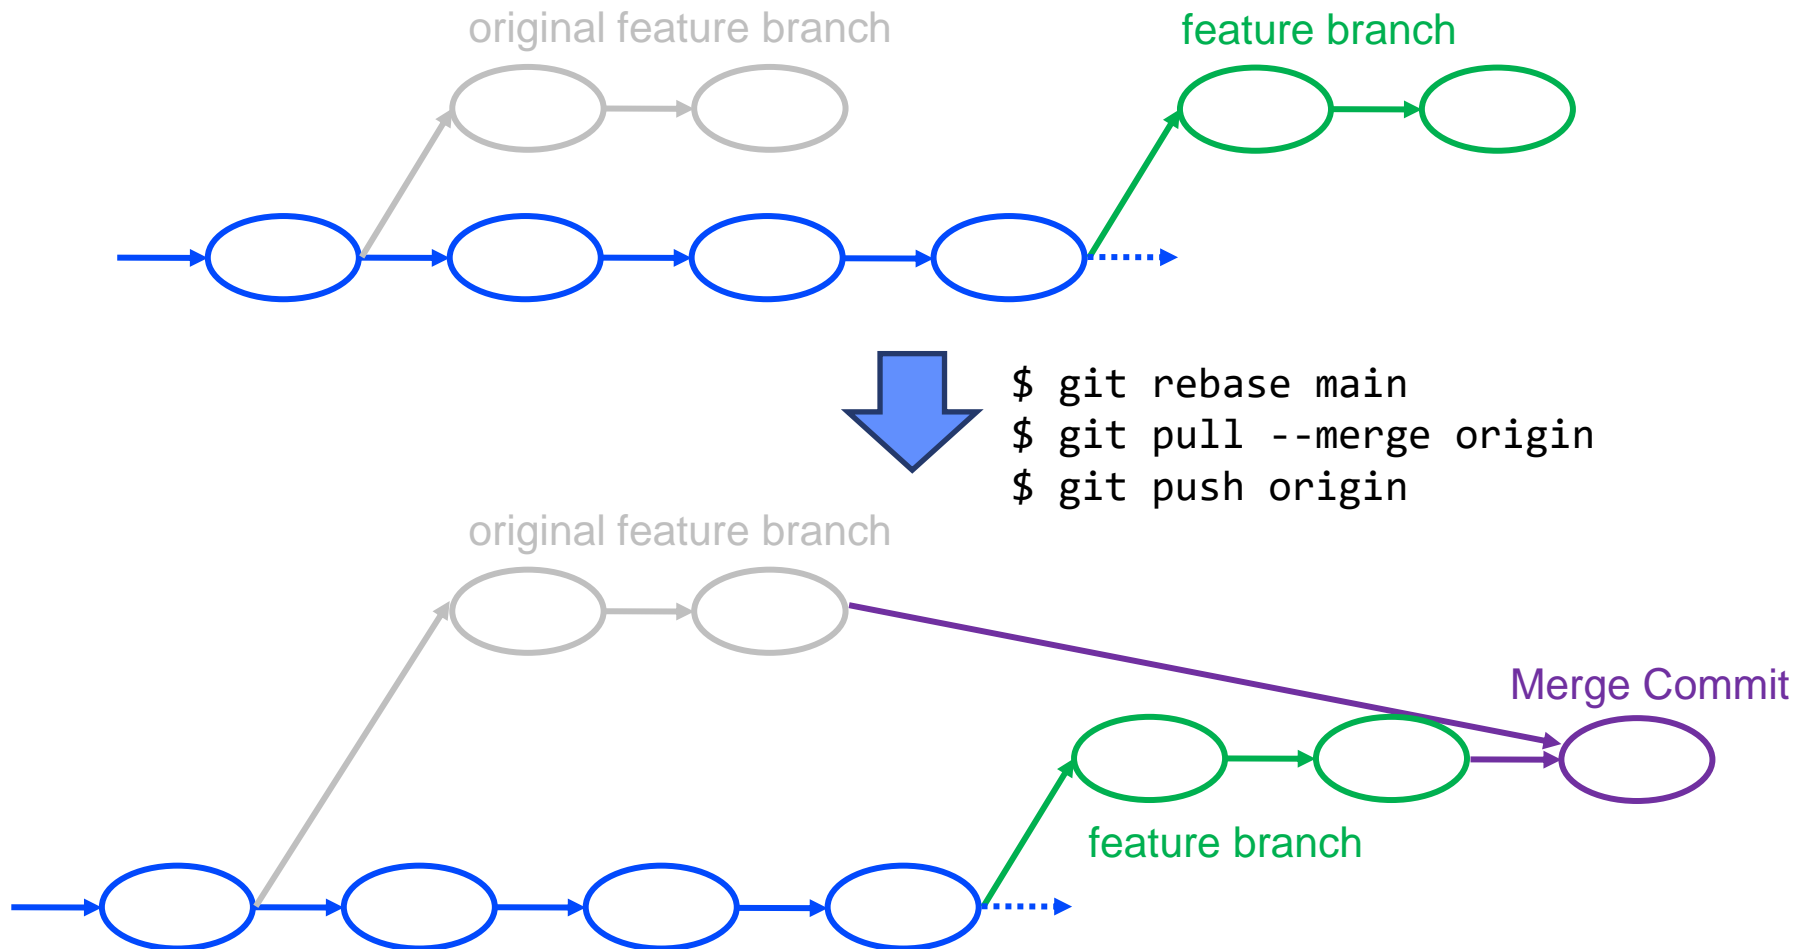 original feature branch
feature branch
$ git rebase main
$ git pull --merge origin
$ git push origin
original feature branch
Merge Commit
feature branch